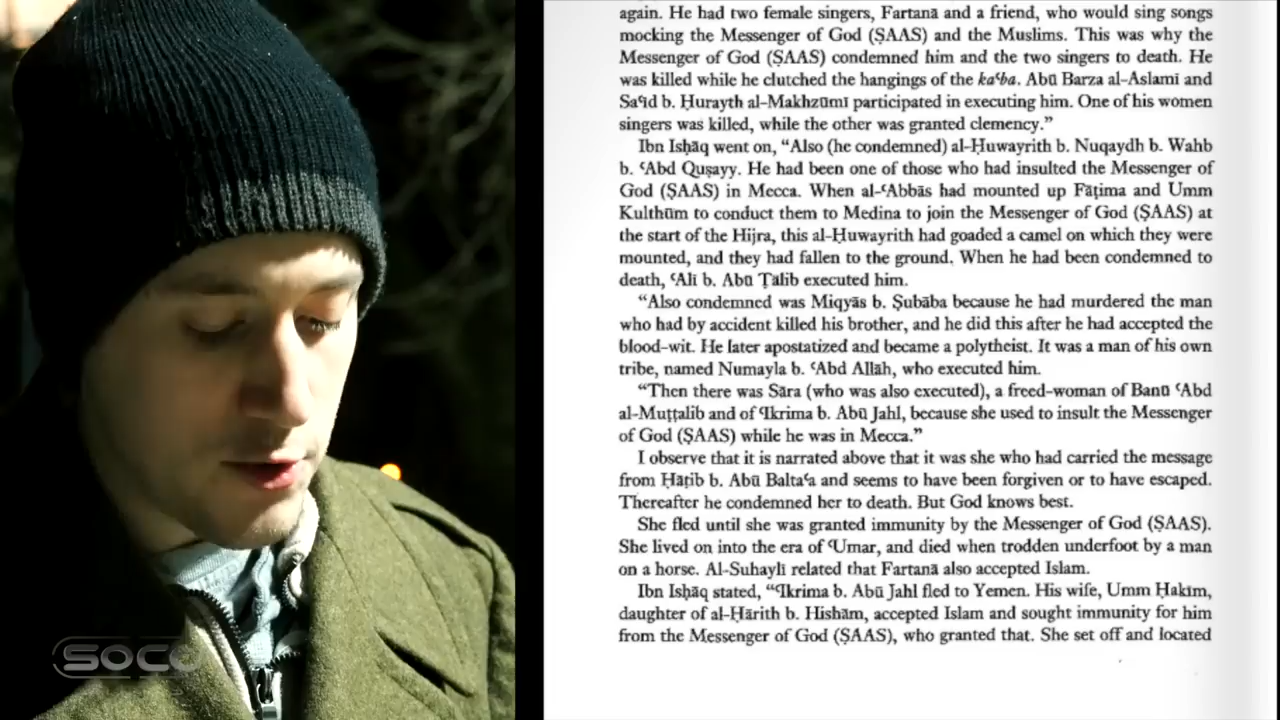 again. He had two female singers, Fartanā and a friend, who would sing songs
mocking the Messenger of God (ṢAAS) and the Muslims. This was why the
Messenger of God (ṢAAS) condemned him and the two singers to death. He
was killed while he clutched the hangings of the kaʿba. Abū Barza al-Aslamī and
Saʿīd b. Ḥurayth al-Makhzūmī participated in executing him. One of his women
singers was killed, while the other was granted clemency.”
Ibn Isḥāq went on, “Also (he condemned) al-Ḥuwayrith b. Nuqaydh b. Wahb
b. ʿAbd Quṣayy. He had been one of those who had insulted the Messenger of
God (ṢAAS) in Mecca. When al-ʿAbbās had mounted up Fāṭima and Umm
Kulthūm to conduct them to Medina to join the Messenger of God (ṢAAS) at
the start of the Hijra, this al-Ḥuwayrith had goaded a camel on which they were
mounted, and they had fallen to the ground. When he had been condemned to
death, ʿAlī b. Abū Ṭālib executed him.
“Also condemned was Miqyās b. Ṣubāba because he had murdered the man
who had by accident killed his brother, and he did this after he had accepted the
blood-wit. He later apostatized and became a polytheist. It was a man of his own
tribe, named Numayla b. ʿAbd Allāh, who executed him.
“Then there was Sāra (who was also executed), a freed-woman of Banū ʿAbd
al-Muṭṭalib and of ʿIkrima b. Abū Jahl, because she used to insult the Messenger
of God (ṢAAS) while he was in Mecca.”
I observe that it is narrated above that it was she who had carried the message
from Ḥāṭib b. Abū Baltaʿa and seems to have been forgiven or to have escaped.
Thereafter he condemned her to death. But God knows best.
She fled until she was granted immunity by the Messenger of God (ṢAAS).
She lived on into the era of ʿUmar, and died when trodden underfoot by a man
on a horse. Al-Suhaylī related that Fartanā also accepted Islam.
Ibn Isḥāq stated, “ʿIkrima b. Abū Jahl fled to Yemen. His wife, Umm Ḥakīm,
daughter of al-Ḥārith b. Hishām, accepted Islam and sought immunity for him
from the Messenger of God (ṢAAS), who granted that. She set off and located
SOCO